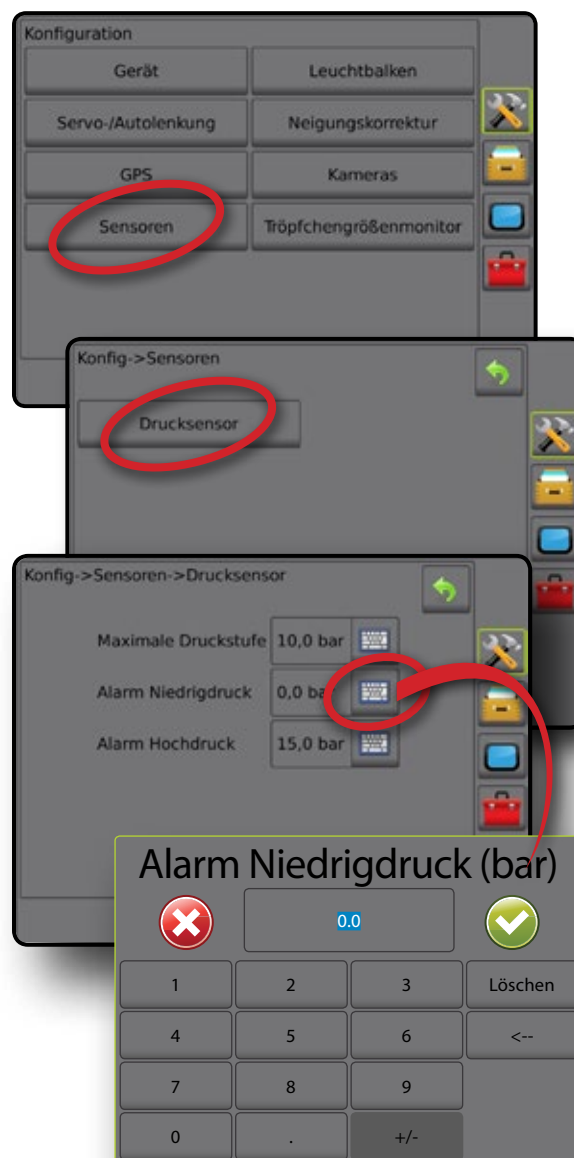 Konfiguration
Gerät Leuchtbalken
Servo-/Autolenkung Neigungskorrektur
GPS Kameras
Sensoren Tröpfchengrößenmonitor
Konfig->Sensoren
Drucksensor
Konfig->Sensoren->Drucksensor
Maximale Druckstufe 10,0 bar
Alarm Niedrigdruck 0,0 bar
Alarm Hochdruck 15,0 bar
Alarm Niedrigdruck (bar)
0.0
1 2 3 Löschen
4 5 6 <--
7 8 9
0 . +/-